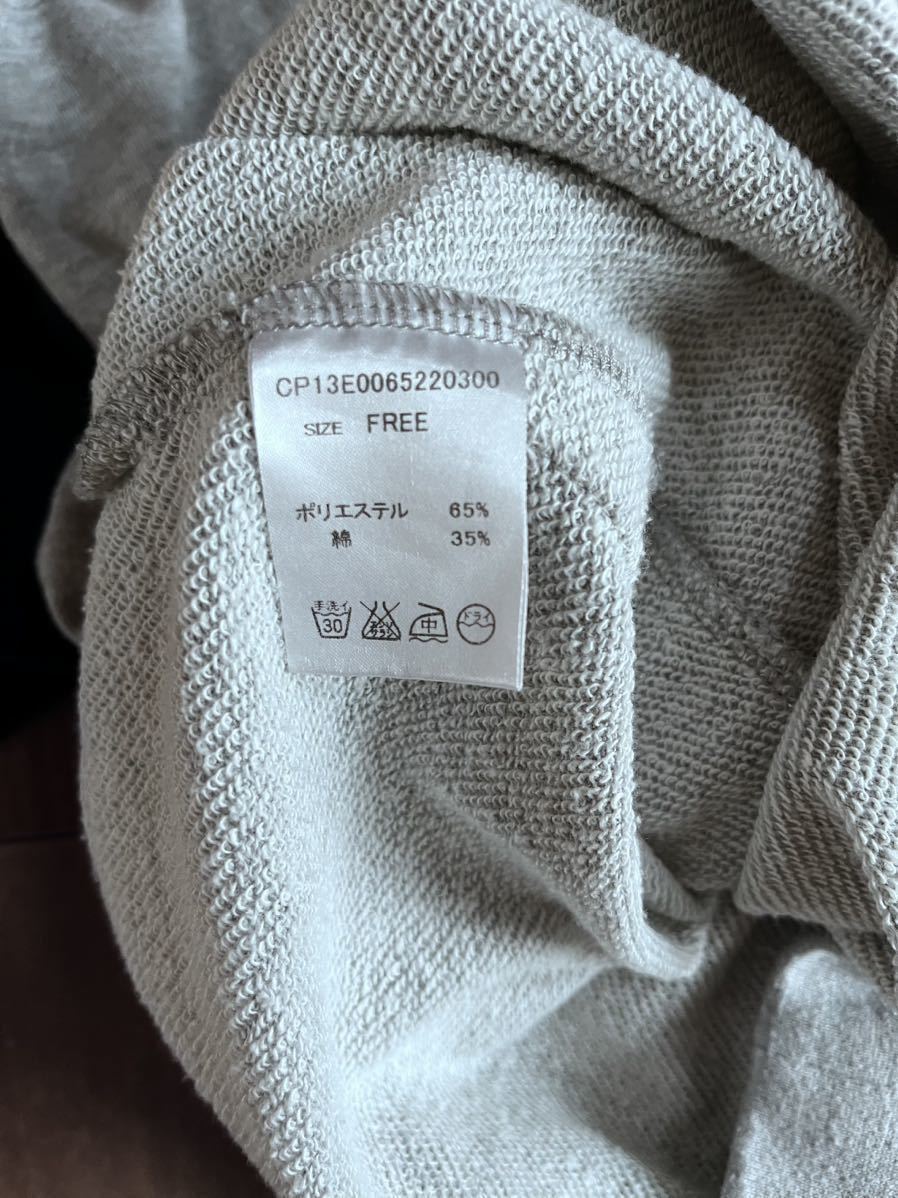 CP13E0065220300
SIZE FREE
ポリエステル 65%
綿 35%
手洗イ
30
エンソ
サラシ
中
ドライ